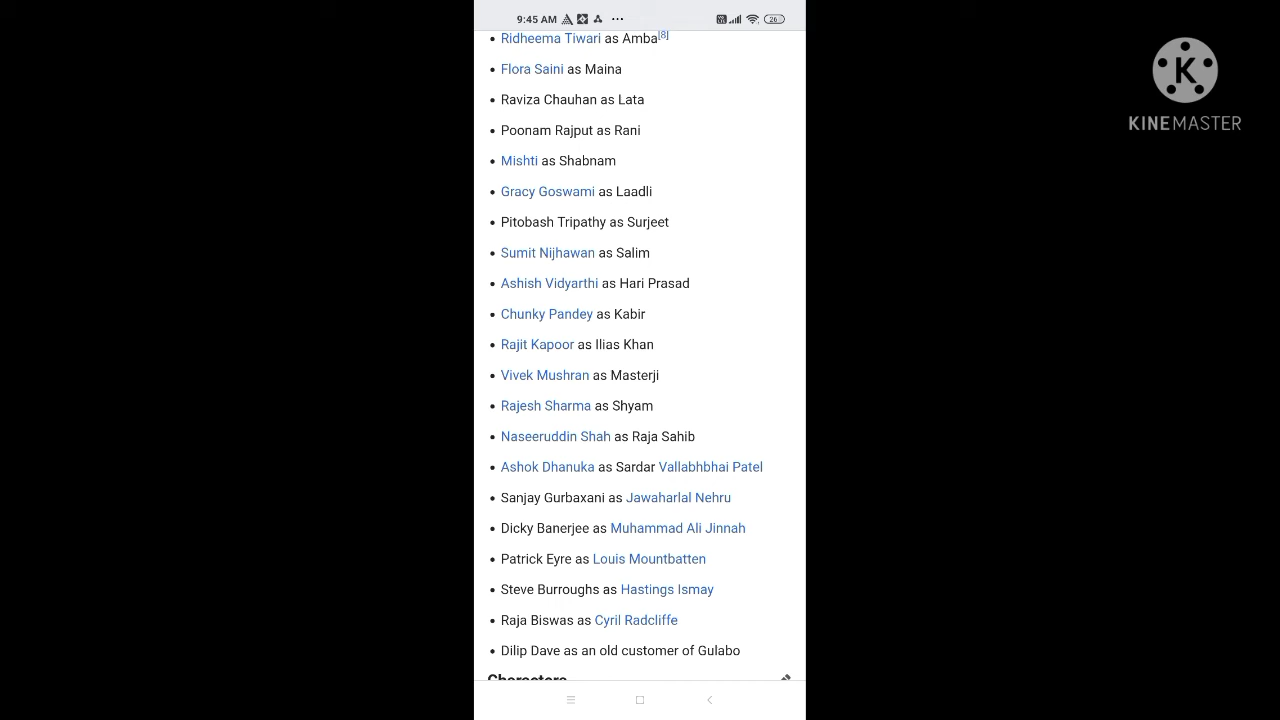 9:45 AM ... 26
Ridheema Tiwari as Amba[8]
Flora Saini as Maina
Raviza Chauhan as Lata
Poonam Rajput as Rani
Mishti as Shabnam
Gracy Goswami as Laadli
Pitobash Tripathy as Surjeet
Sumit Nijhawan as Salim
Ashish Vidyarthi as Hari Prasad
Chunky Pandey as Kabir
Rajit Kapoor as Ilias Khan
Vivek Mushran as Masterji
Rajesh Sharma as Shyam
Naseeruddin Shah as Raja Sahib
Ashok Dhanuka as Sardar Vallabhbhai Patel
Sanjay Gurbaxani as Jawaharlal Nehru
Dicky Banerjee as Muhammad Ali Jinnah
Patrick Eyre as Louis Mountbatten
Steve Burroughs as Hastings Ismay
Raja Biswas as Cyril Radcliffe
Dilip Dave as an old customer of Gulabo
Characters
K
KINEMASTER